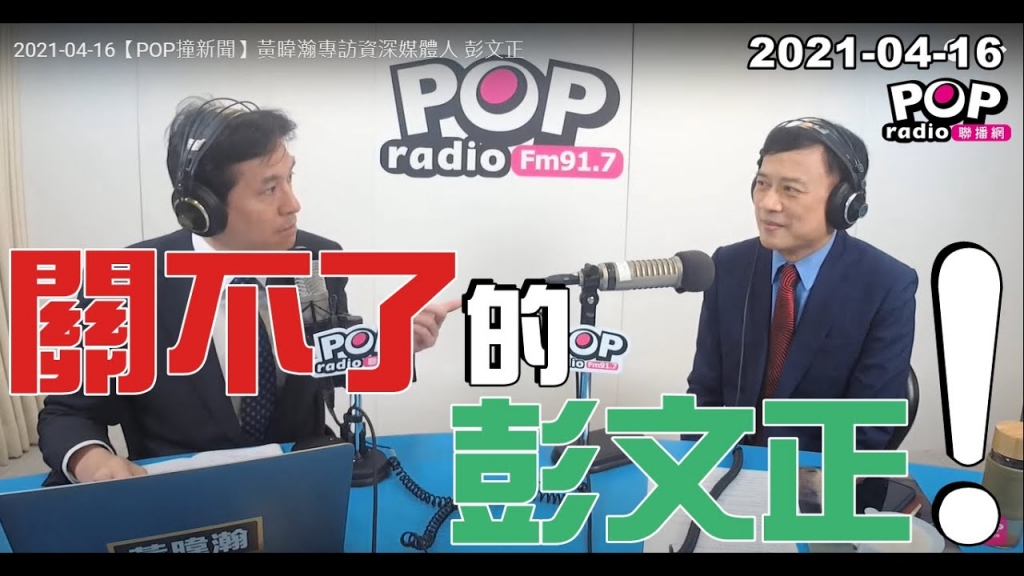 2021-04-16【POP撞新聞】黃暐瀚專訪資深媒體人 彭文正
2021-04-16
POP
radio 聯播網
POP
radio Fm91.7
關不了的
彭文正！
POP
radio
POP
radio Fm91.7
黃暐瀚